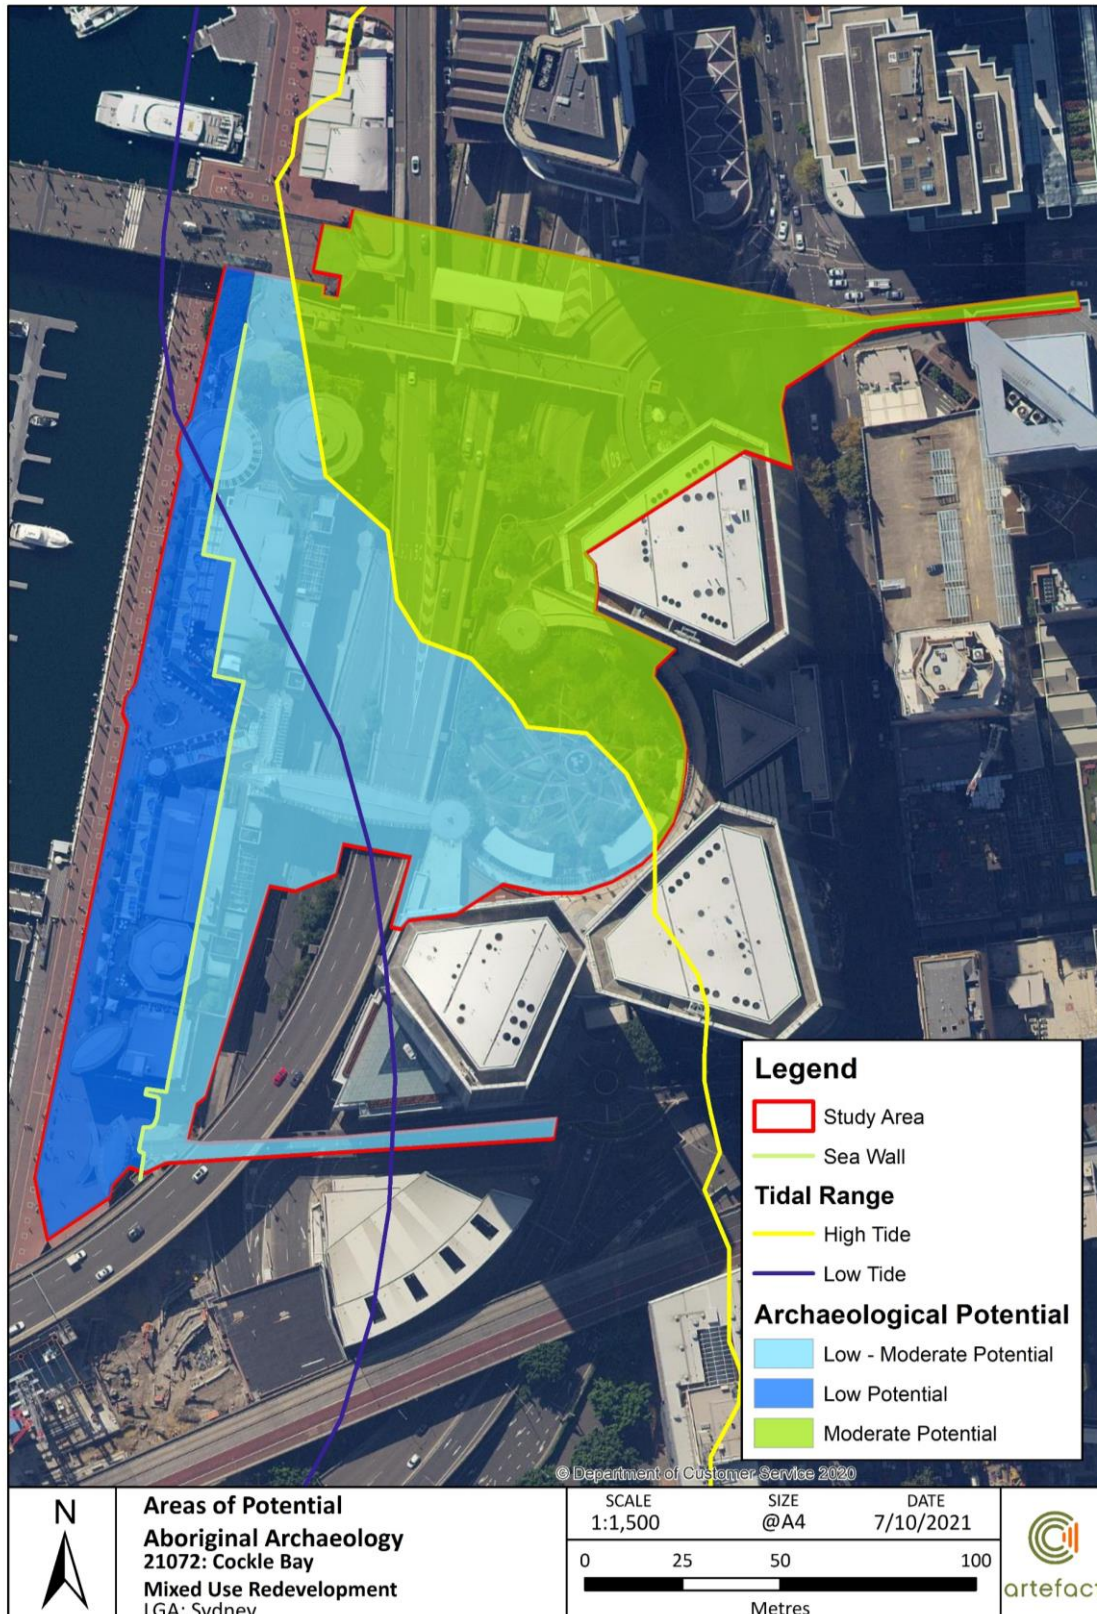 Legend
Study Area
Sea Wall
Tidal Range
High Tide
Low Tide
Archaeological Potential
Low - Moderate Potential
Low Potential
Moderate Potential
© Department of Customer Service 2020
N
Areas of Potential
Aboriginal Archaeology
21072: Cockle Bay
Mixed Use Redevelopment
LGA: Sydney
SCALE
1:1,500
SIZE
@A4
DATE
7/10/2021
0 25 50 100
Metres
artefact